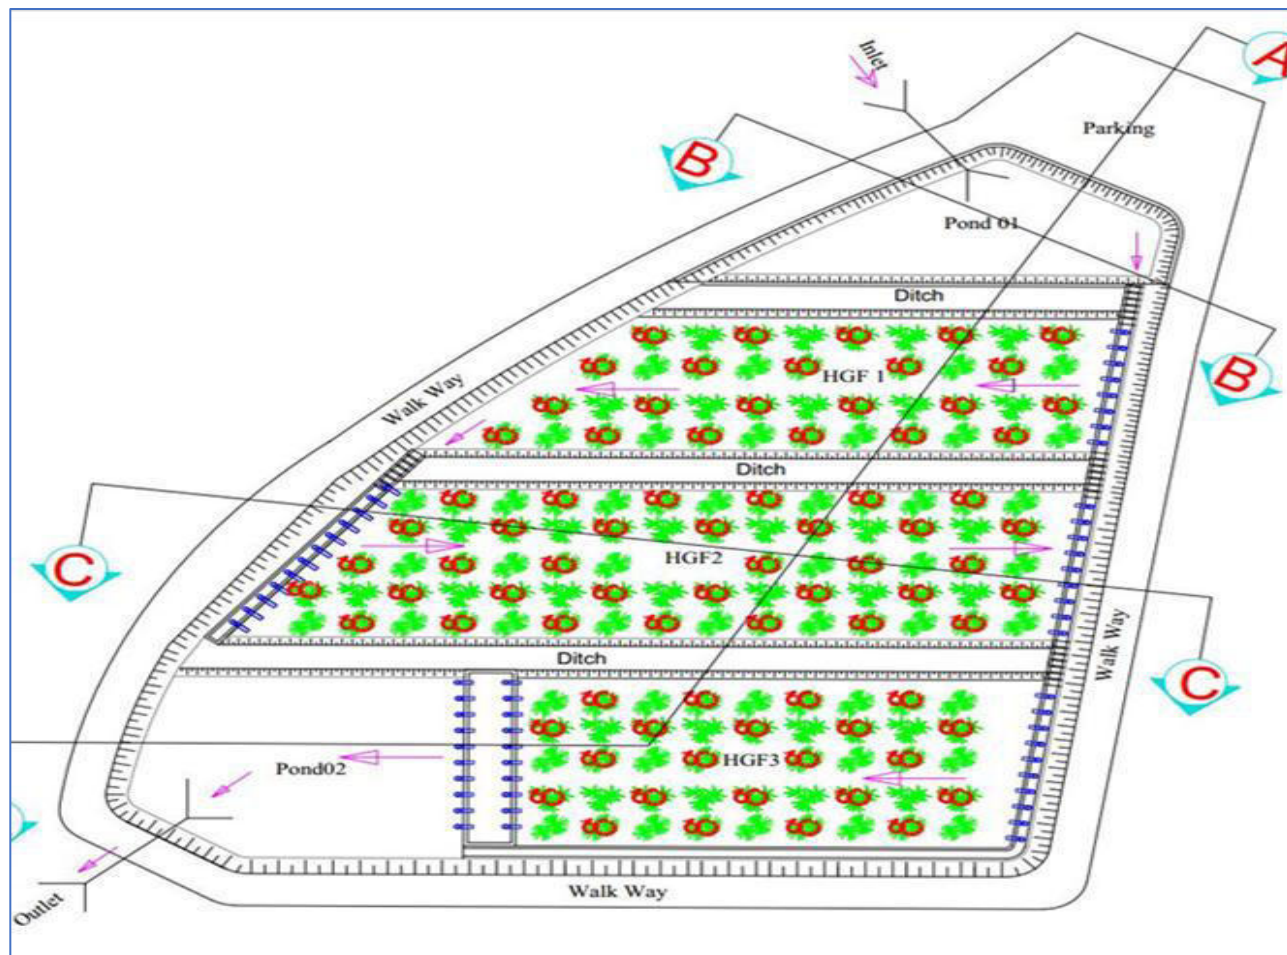 Inlet
A
Parking
B
Pond 01
Ditch
HGF 1
B
Walk Way
Ditch
C
HGF2
Walk Way
Ditch
C
HGF3
Pond02
Walk Way
Outlet